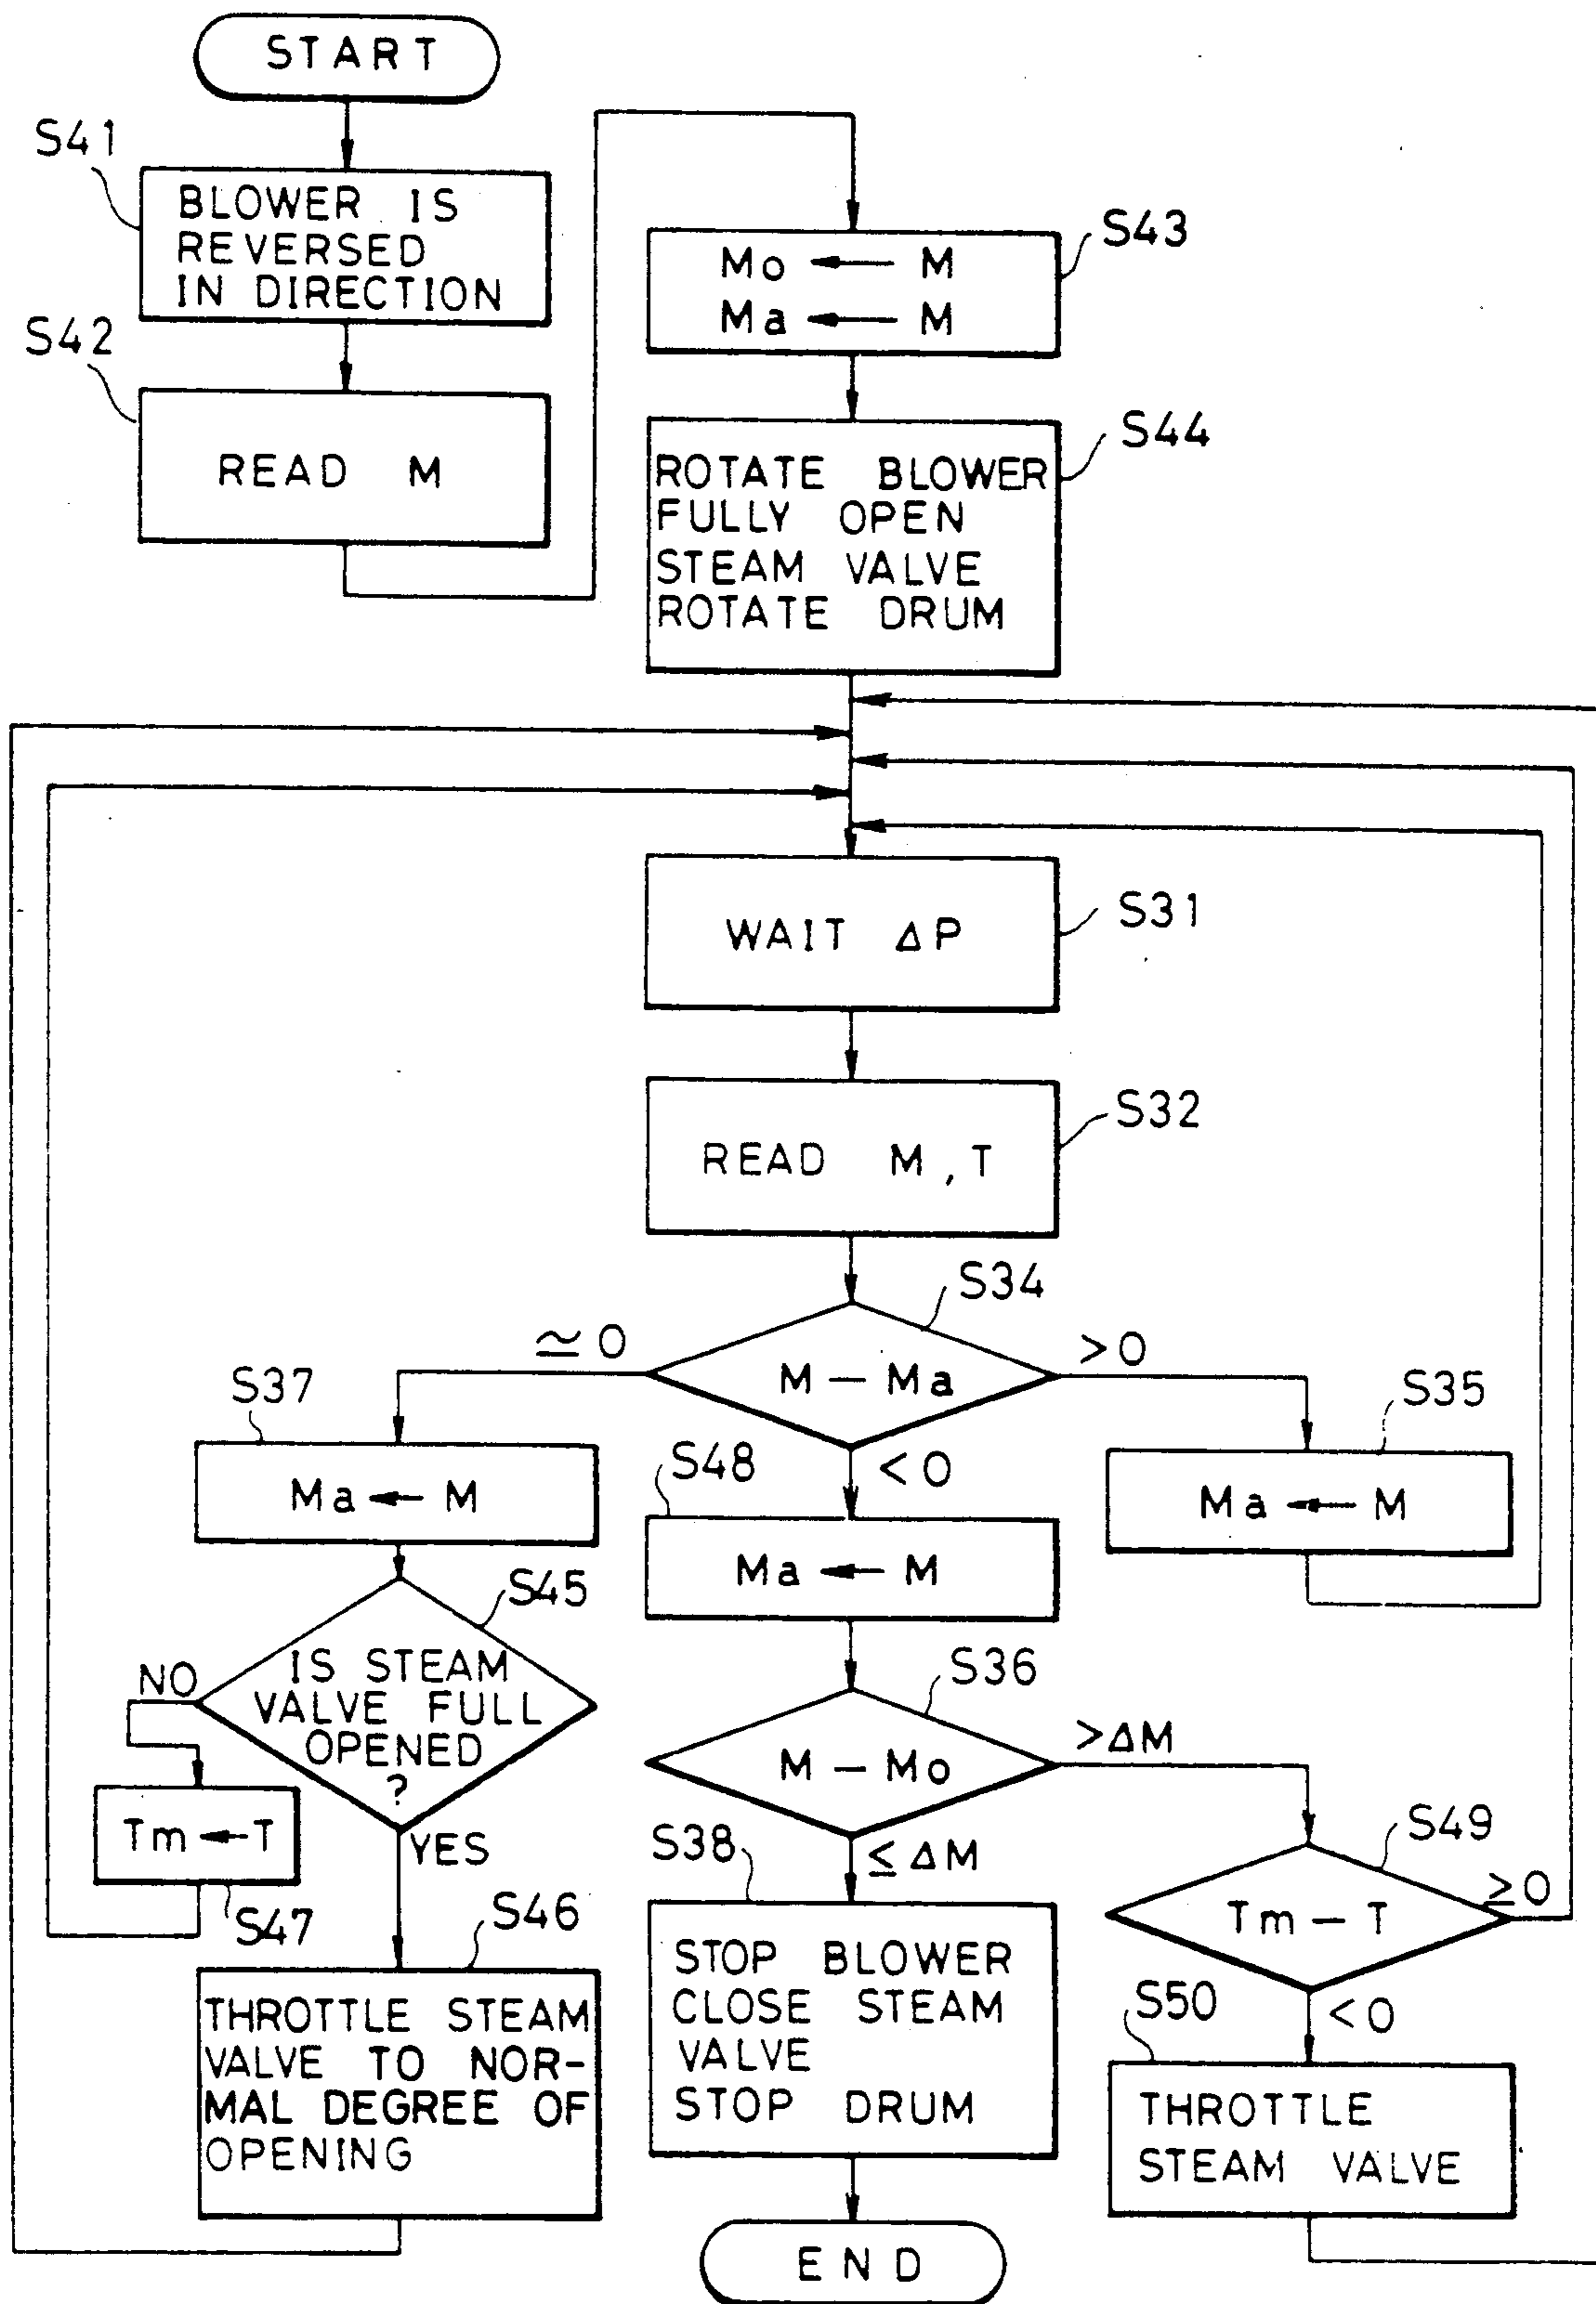 START
S41
BLOWER IS
REVERSED
IN DIRECTION
S42
READ M
S43
Mo ← M
Ma ← M
S44
ROTATE BLOWER
FULLY OPEN
STEAM VALVE
ROTATE DRUM
WAIT ΔP
S31
READ M, T
S32
S34
M − Ma
≃0
>0
<0
S37
Ma ← M
S48
Ma ← M
S35
Ma ← M
S45
IS STEAM
VALVE FULL
OPENED
?
NO
YES
Tm ← T
S47
S46
THROTTLE STEAM
VALVE TO NOR-
MAL DEGREE OF
OPENING
S36
M − Mo
>ΔM
≤ΔM
S38
STOP BLOWER
CLOSE STEAM
VALVE
STOP DRUM
S49
Tm − T
≥0
<0
S50
THROTTLE
STEAM VALVE
END